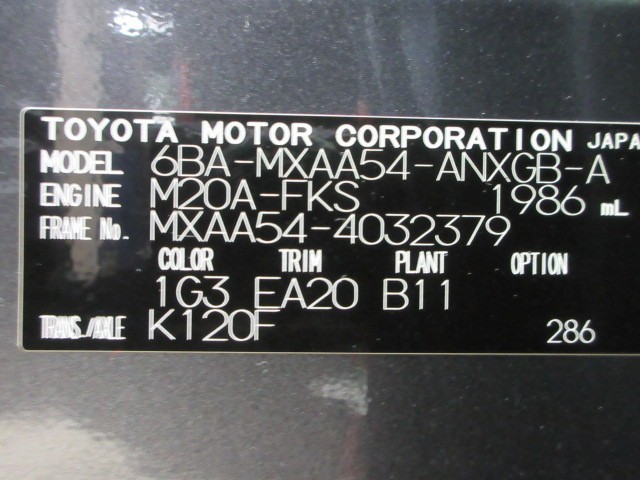 TOYOTA MOTOR CORPORATION JAPA
MODEL 6BA-MXAA54-ANXGB-A
ENGINE M20A-FKS 1986 mL
FRAME No. MXAA54-4032379
COLOR TRIM PLANT OPTION
1G3 EA20 B11
TRANS./AXLE K120F 286